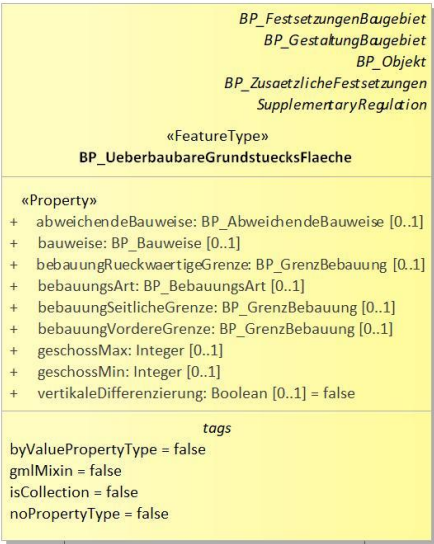 BP_FestsetzungenBaugebiet
BP_GestaltungBaugebiet
BP_Objekt
BP_ZusaetzlicheFestsetzungen
SupplementaryRegulation
«FeatureType»
BP_UeberbaubareGrundstuecksFlaeche
«Property»
+ abweichendeBauweise: BP_AbweichendeBauweise [0..1]
+ bauweise: BP_Bauweise [0..1]
+ bebauungRueckwaertigeGrenze: BP_GrenzBebauung [0..1]
+ bebauungsArt: BP_BebauungsArt [0..1]
+ bebauungSeitlicheGrenze: BP_GrenzBebauung [0..1]
+ bebauungVordereGrenze: BP_GrenzBebauung [0..1]
+ geschossMax: Integer [0..1]
+ geschossMin: Integer [0..1]
+ vertikaleDifferenzierung: Boolean [0..1] = false
tags
byValuePropertyType = false
gmlMixin = false
isCollection = false
noPropertyType = false